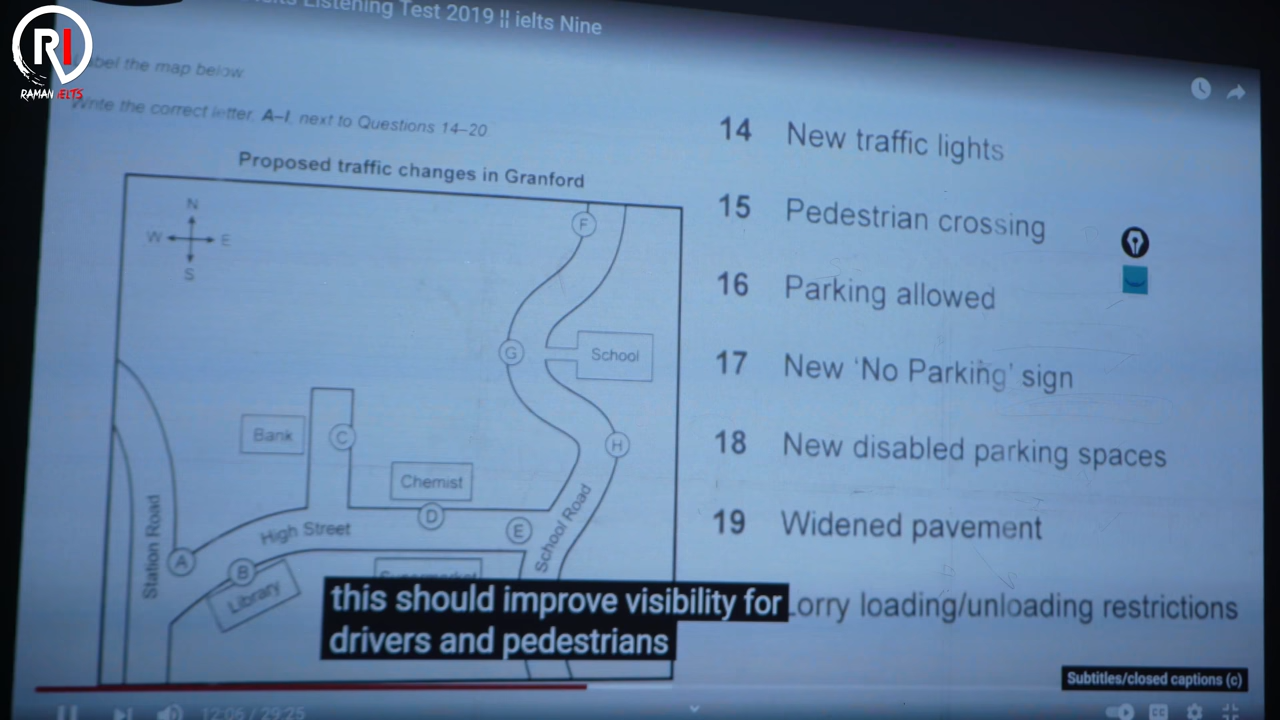 RI
RAMAN IELTS
Listening Test 2019 || ielts Nine
abel the map below
Write the correct letter, A–I, next to Questions 14–20
Proposed traffic changes in Granford
N
W E
S
F
G
School
H
Bank
C
Chemist
D
E
High Street
School Road
Station Road
A
B
Library
Supermarket
14 New traffic lights
15 Pedestrian crossing
16 Parking allowed
17 New ‘No Parking’ sign
18 New disabled parking spaces
19 Widened pavement
Lorry loading/unloading restrictions
this should improve visibility for
drivers and pedestrians
Subtitles/closed captions (c)
12:06 / 29:25
CC